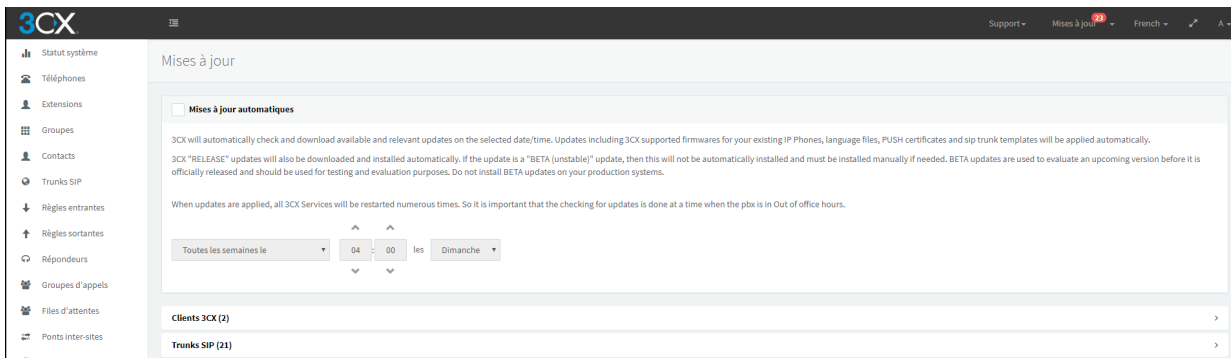 3CX
Support
Mises à jour 23
French
A
Statut système
Téléphones
Extensions
Groupes
Contacts
Trunks SIP
Règles entrantes
Règles sortantes
Répondeurs
Groupes d'appels
Files d'attentes
Ponts inter-sites
Mises à jour
Mises à jour automatiques
3CX will automatically check and download available and relevant updates on the selected date/time. Updates including 3CX supported firmwares for your existing IP Phones, language files, PUSH certificates and sip trunk templates will be applied automatically.
3CX "RELEASE" updates will also be downloaded and installed automatically. If the update is a "BETA (unstable)" update, then this will not be automatically installed and must be installed manually if needed. BETA updates are used to evaluate an upcoming version before it is
officially released and should be used for testing and evaluation purposes. Do not install BETA updates on your production systems.
When updates are applied, all 3CX Services will be restarted numerous times. So it is important that the checking for updates is done at a time when the pbx is in Out of office hours.
Toutes les semaines le 04 : 00 les Dimanche
Clients 3CX (2)
Trunks SIP (21)